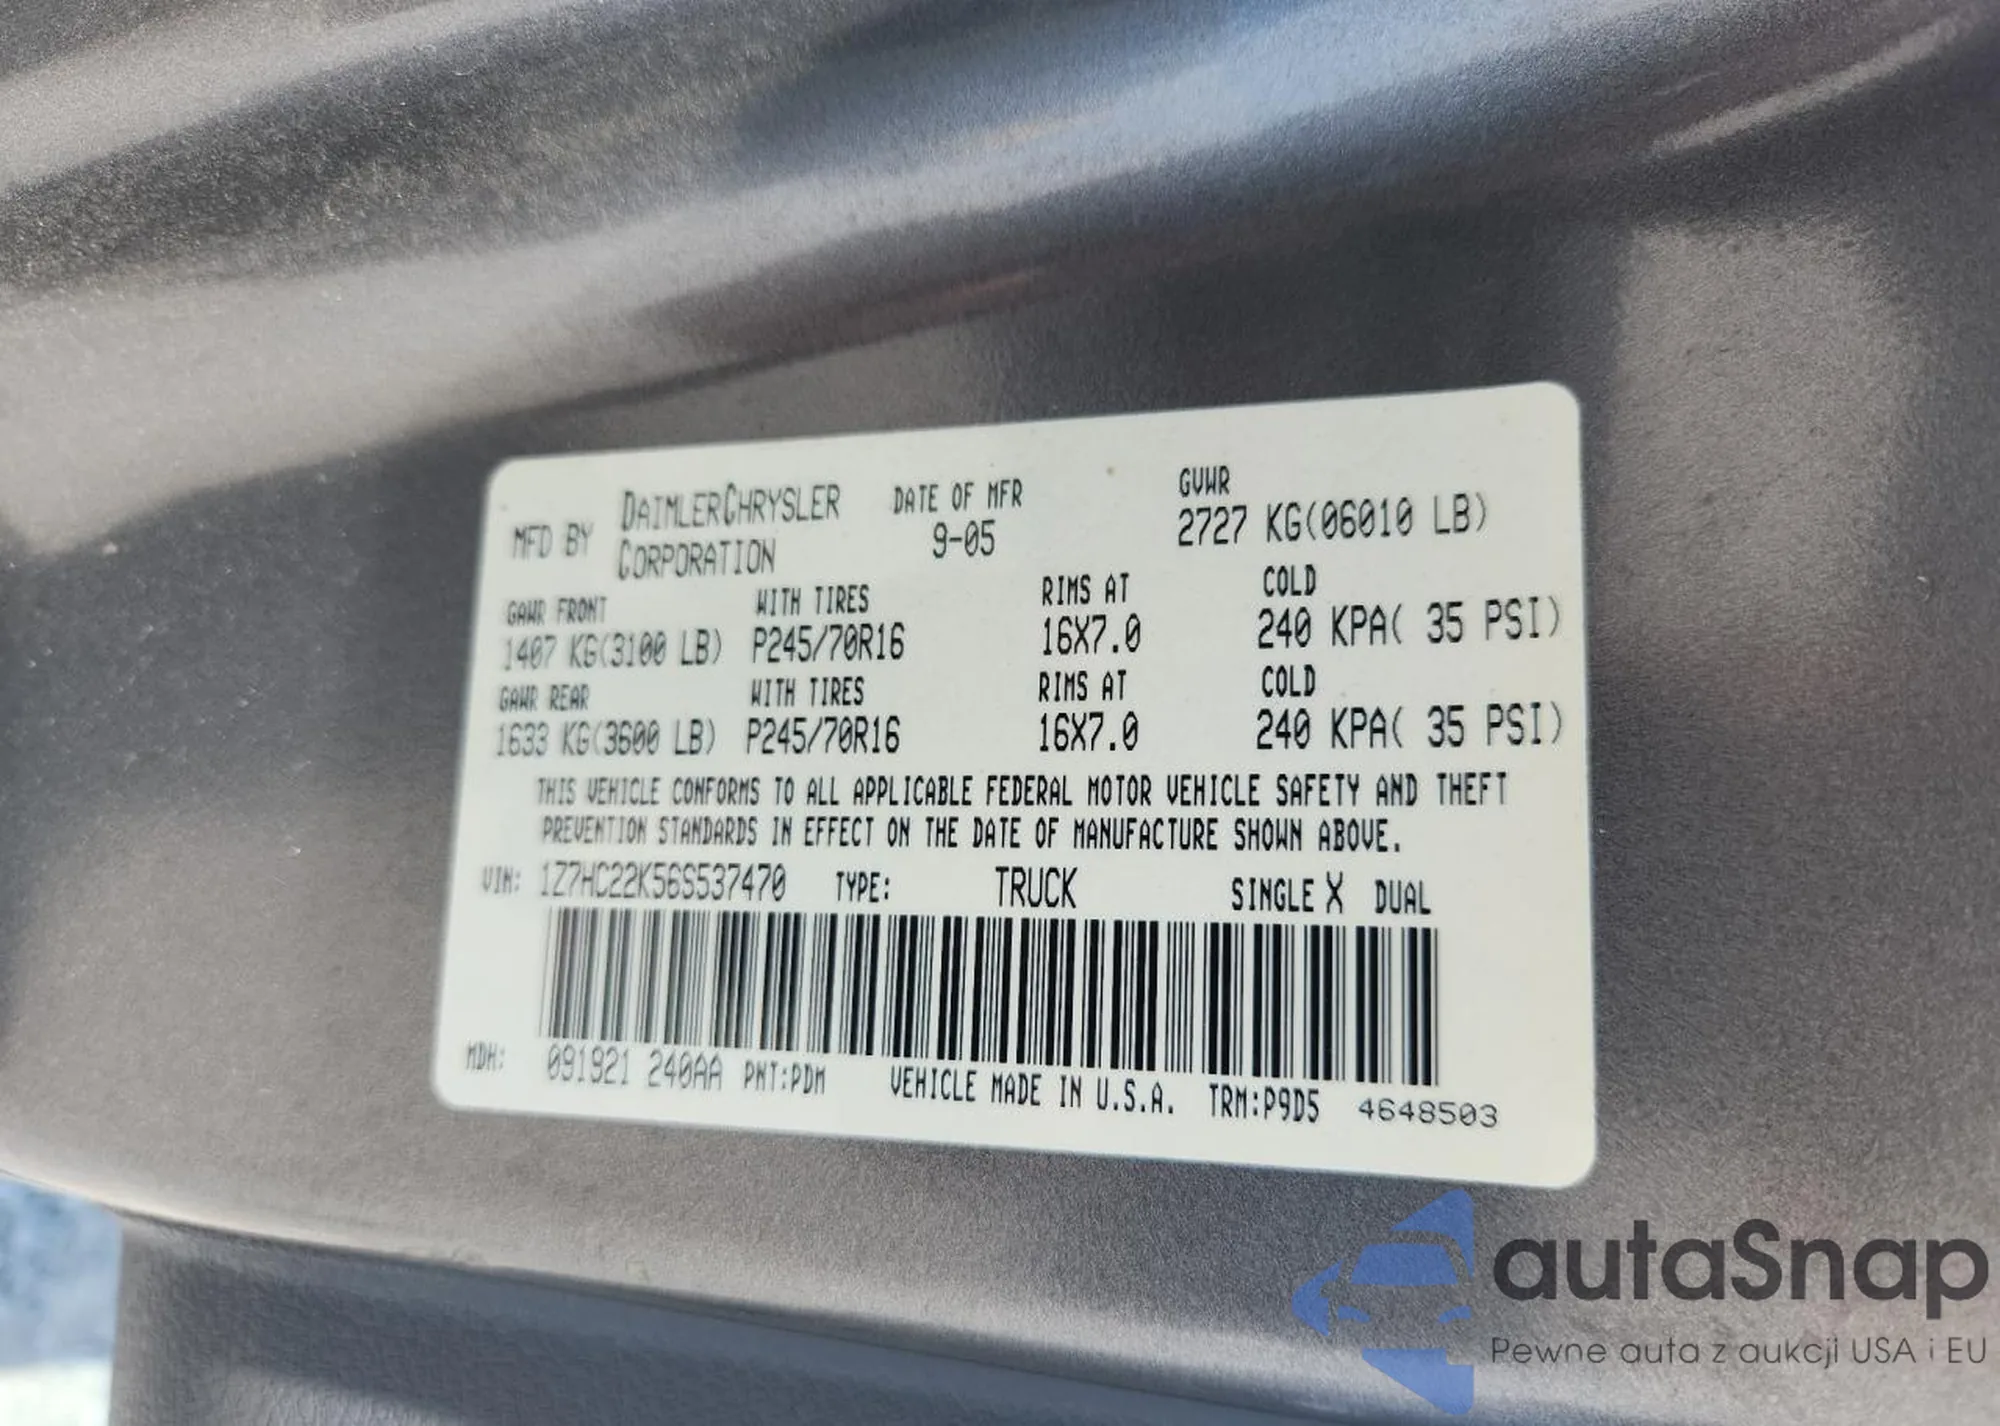 MFD BY DAIMLERCHRYSLER CORPORATION DATE OF MFR 9-05 GVWR 2727 KG(06010 LB)
GAWR FRONT WITH TIRES RIMS AT COLD
1407 KG(3100 LB) P245/70R16 16X7.0 240 KPA( 35 PSI)
GAWR REAR WITH TIRES RIMS AT COLD
1633 KG(3600 LB) P245/70R16 16X7.0 240 KPA( 35 PSI)
THIS VEHICLE CONFORMS TO ALL APPLICABLE FEDERAL MOTOR VEHICLE SAFETY AND THEFT
PREVENTION STANDARDS IN EFFECT ON THE DATE OF MANUFACTURE SHOWN ABOVE.
VIN: 1Z7HC22K56S537470 TYPE: TRUCK SINGLE X DUAL
MDH: 091921 240AA PNT:PDM VEHICLE MADE IN U.S.A. TRM:P9D5 4648503
autaSnap
Pewne auta z aukcji USA i EU